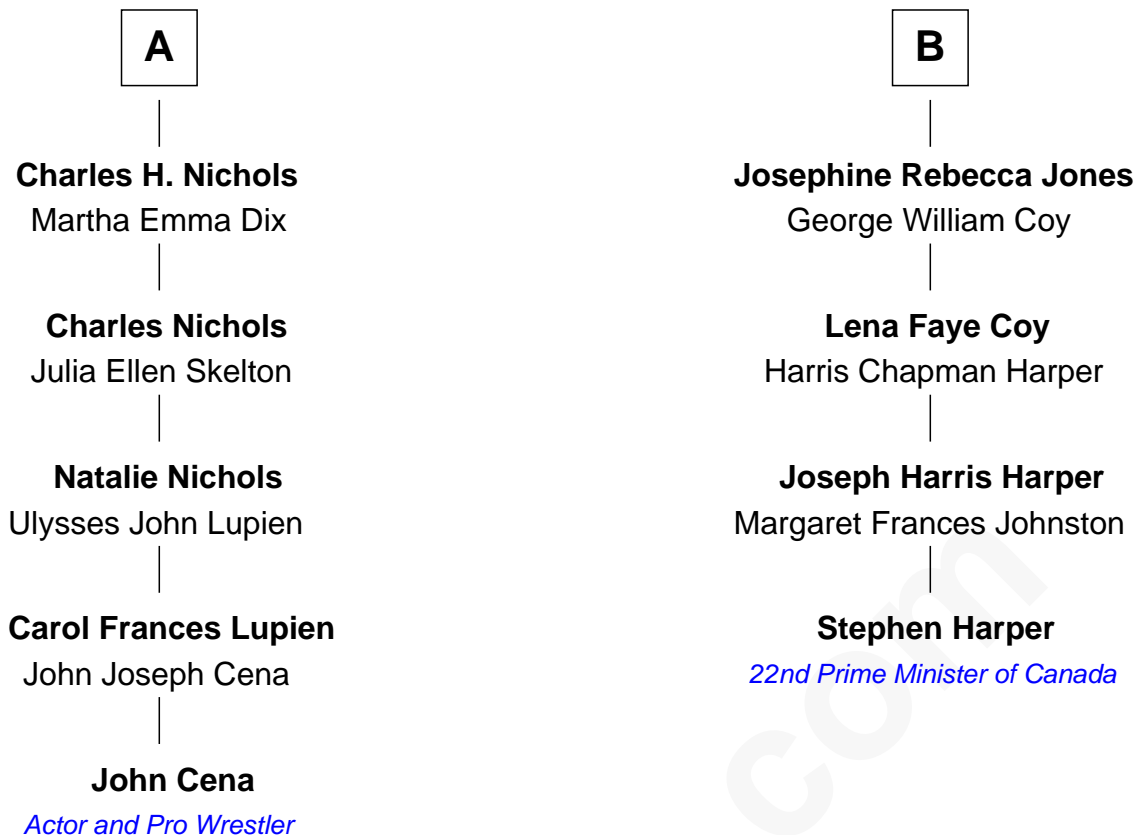 A
Charles H. Nichols
Martha Emma Dix
Charles Nichols
Julia Ellen Skelton
Natalie Nichols
Ulysses John Lupien
Carol Frances Lupien
John Joseph Cena
John Cena
Actor and Pro Wrestler
B
Josephine Rebecca Jones
George William Coy
Lena Faye Coy
Harris Chapman Harper
Joseph Harris Harper
Margaret Frances Johnston
Stephen Harper
22nd Prime Minister of Canada
com